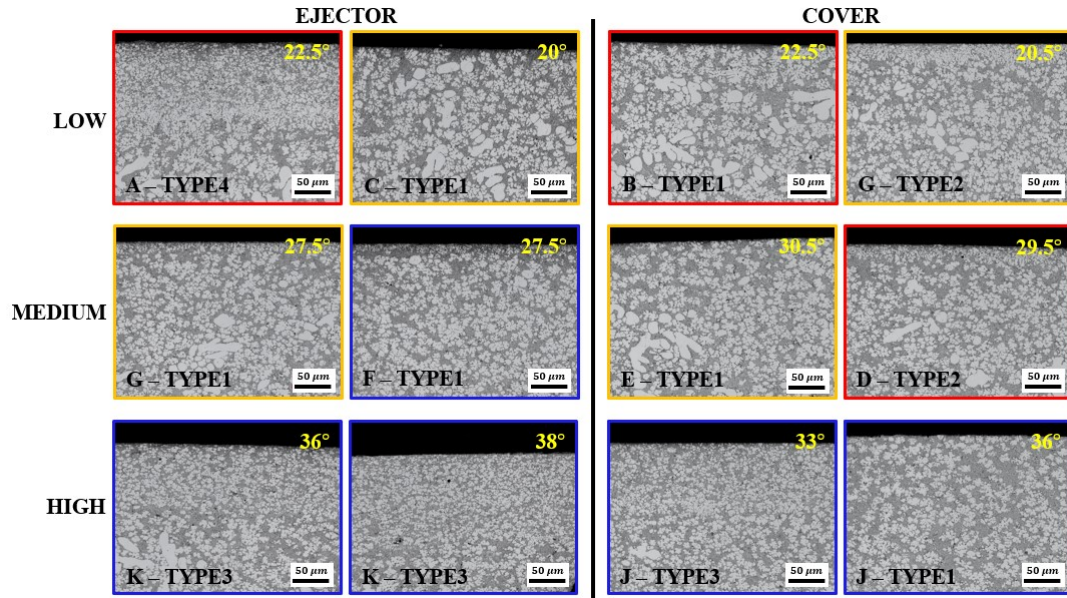 EJECTOR
COVER
LOW
22.5°
A – TYPE4
50 μm
20°
C – TYPE1
50 μm
22.5°
B – TYPE1
50 μm
20.5°
G – TYPE2
50 μm
MEDIUM
27.5°
G – TYPE1
50 μm
27.5°
F – TYPE1
50 μm
30.5°
E – TYPE1
50 μm
29.5°
D – TYPE2
50 μm
HIGH
36°
K – TYPE3
50 μm
38°
K – TYPE3
50 μm
33°
J – TYPE3
50 μm
36°
J – TYPE1
50 μm